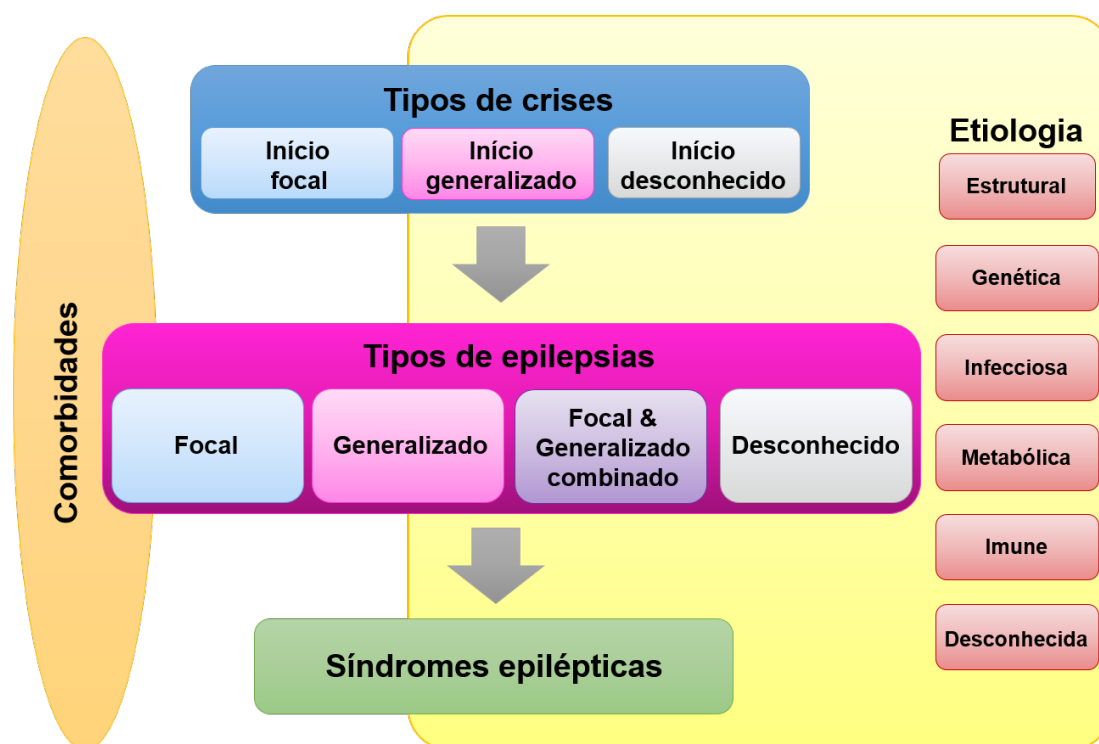 Tipos de crises
Início
focal
Início
generalizado
Início
desconhecido
Comorbidades
Tipos de epilepsias
Focal
Generalizado
Focal &
Generalizado
combinado
Desconhecido
Síndromes epilépticas
Etiologia
Estrutural
Genética
Infecciosa
Metabólica
Imune
Desconhecida